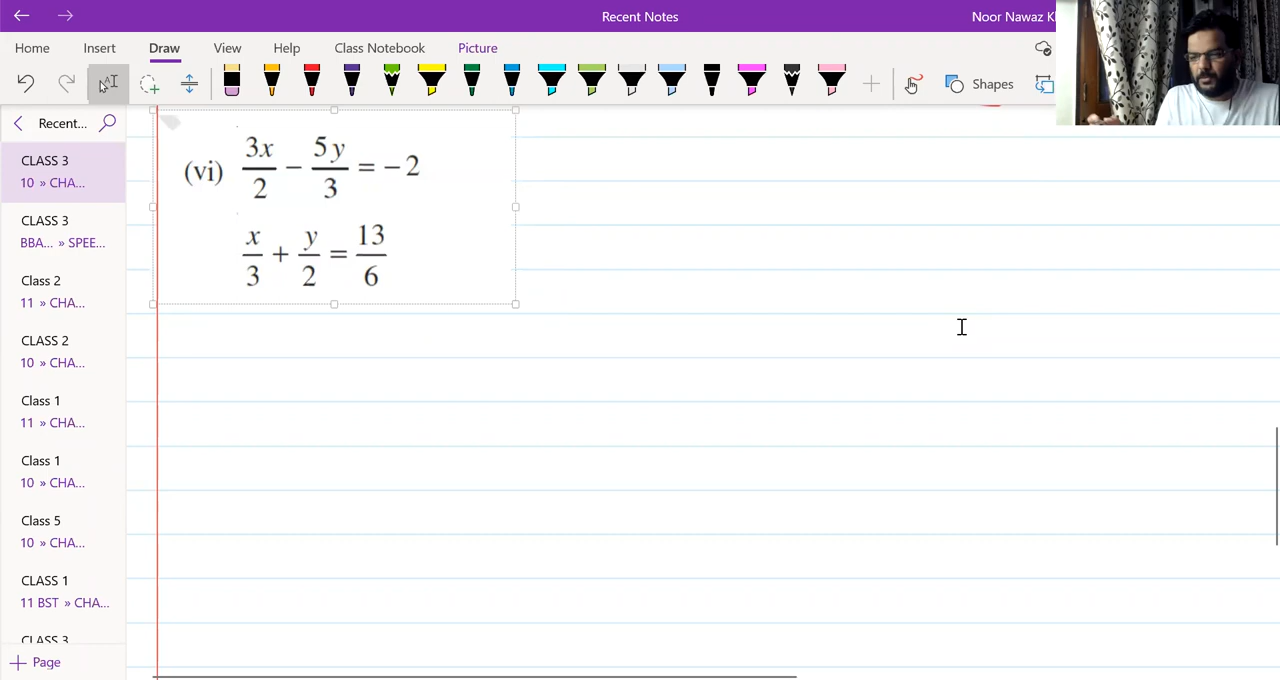 Recent Notes
Noor Nawaz
Home Insert Draw View Help Class Notebook Picture
Shapes
Recent...
CLASS 3
10 » CHA...
CLASS 3
BBA... » SPEE...
Class 2
11 » CHA...
CLASS 2
10 » CHA...
Class 1
11 » CHA...
Class 1
10 » CHA...
Class 5
10 » CHA...
CLASS 1
11 BST » CHA...
CLASS 3
+ Page
(vi) 3x/2 − 5y/3 = −2
x/3 + y/2 = 13/6